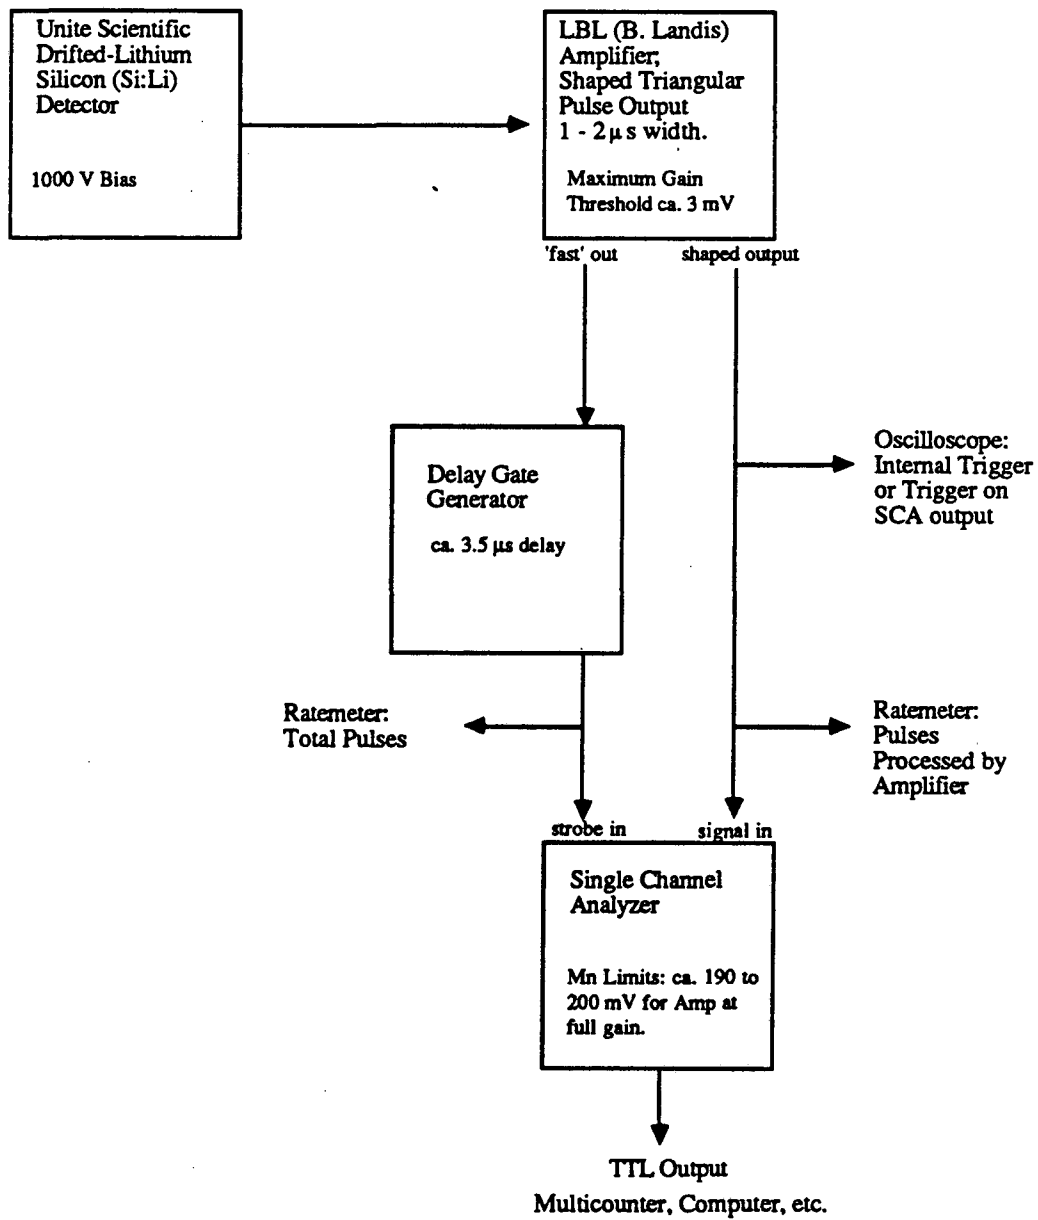 Unite Scientific
Drifted-Lithium
Silicon (Si:Li)
Detector
1000 V Bias
LBL (B. Landis)
Amplifier;
Shaped Triangular
Pulse Output
1 - 2 µ s width.
Maximum Gain
Threshold ca. 3 mV
'fast' out
shaped output
Delay Gate
Generator
ca. 3.5 µs delay
Oscilloscope:
Internal Trigger
or Trigger on
SCA output
Ratemeter:
Total Pulses
Ratemeter:
Pulses
Processed by
Amplifier
strobe in
signal in
Single Channel
Analyzer
Mn Limits: ca. 190 to
200 mV for Amp at
full gain.
TTL Output
Multicounter, Computer, etc.